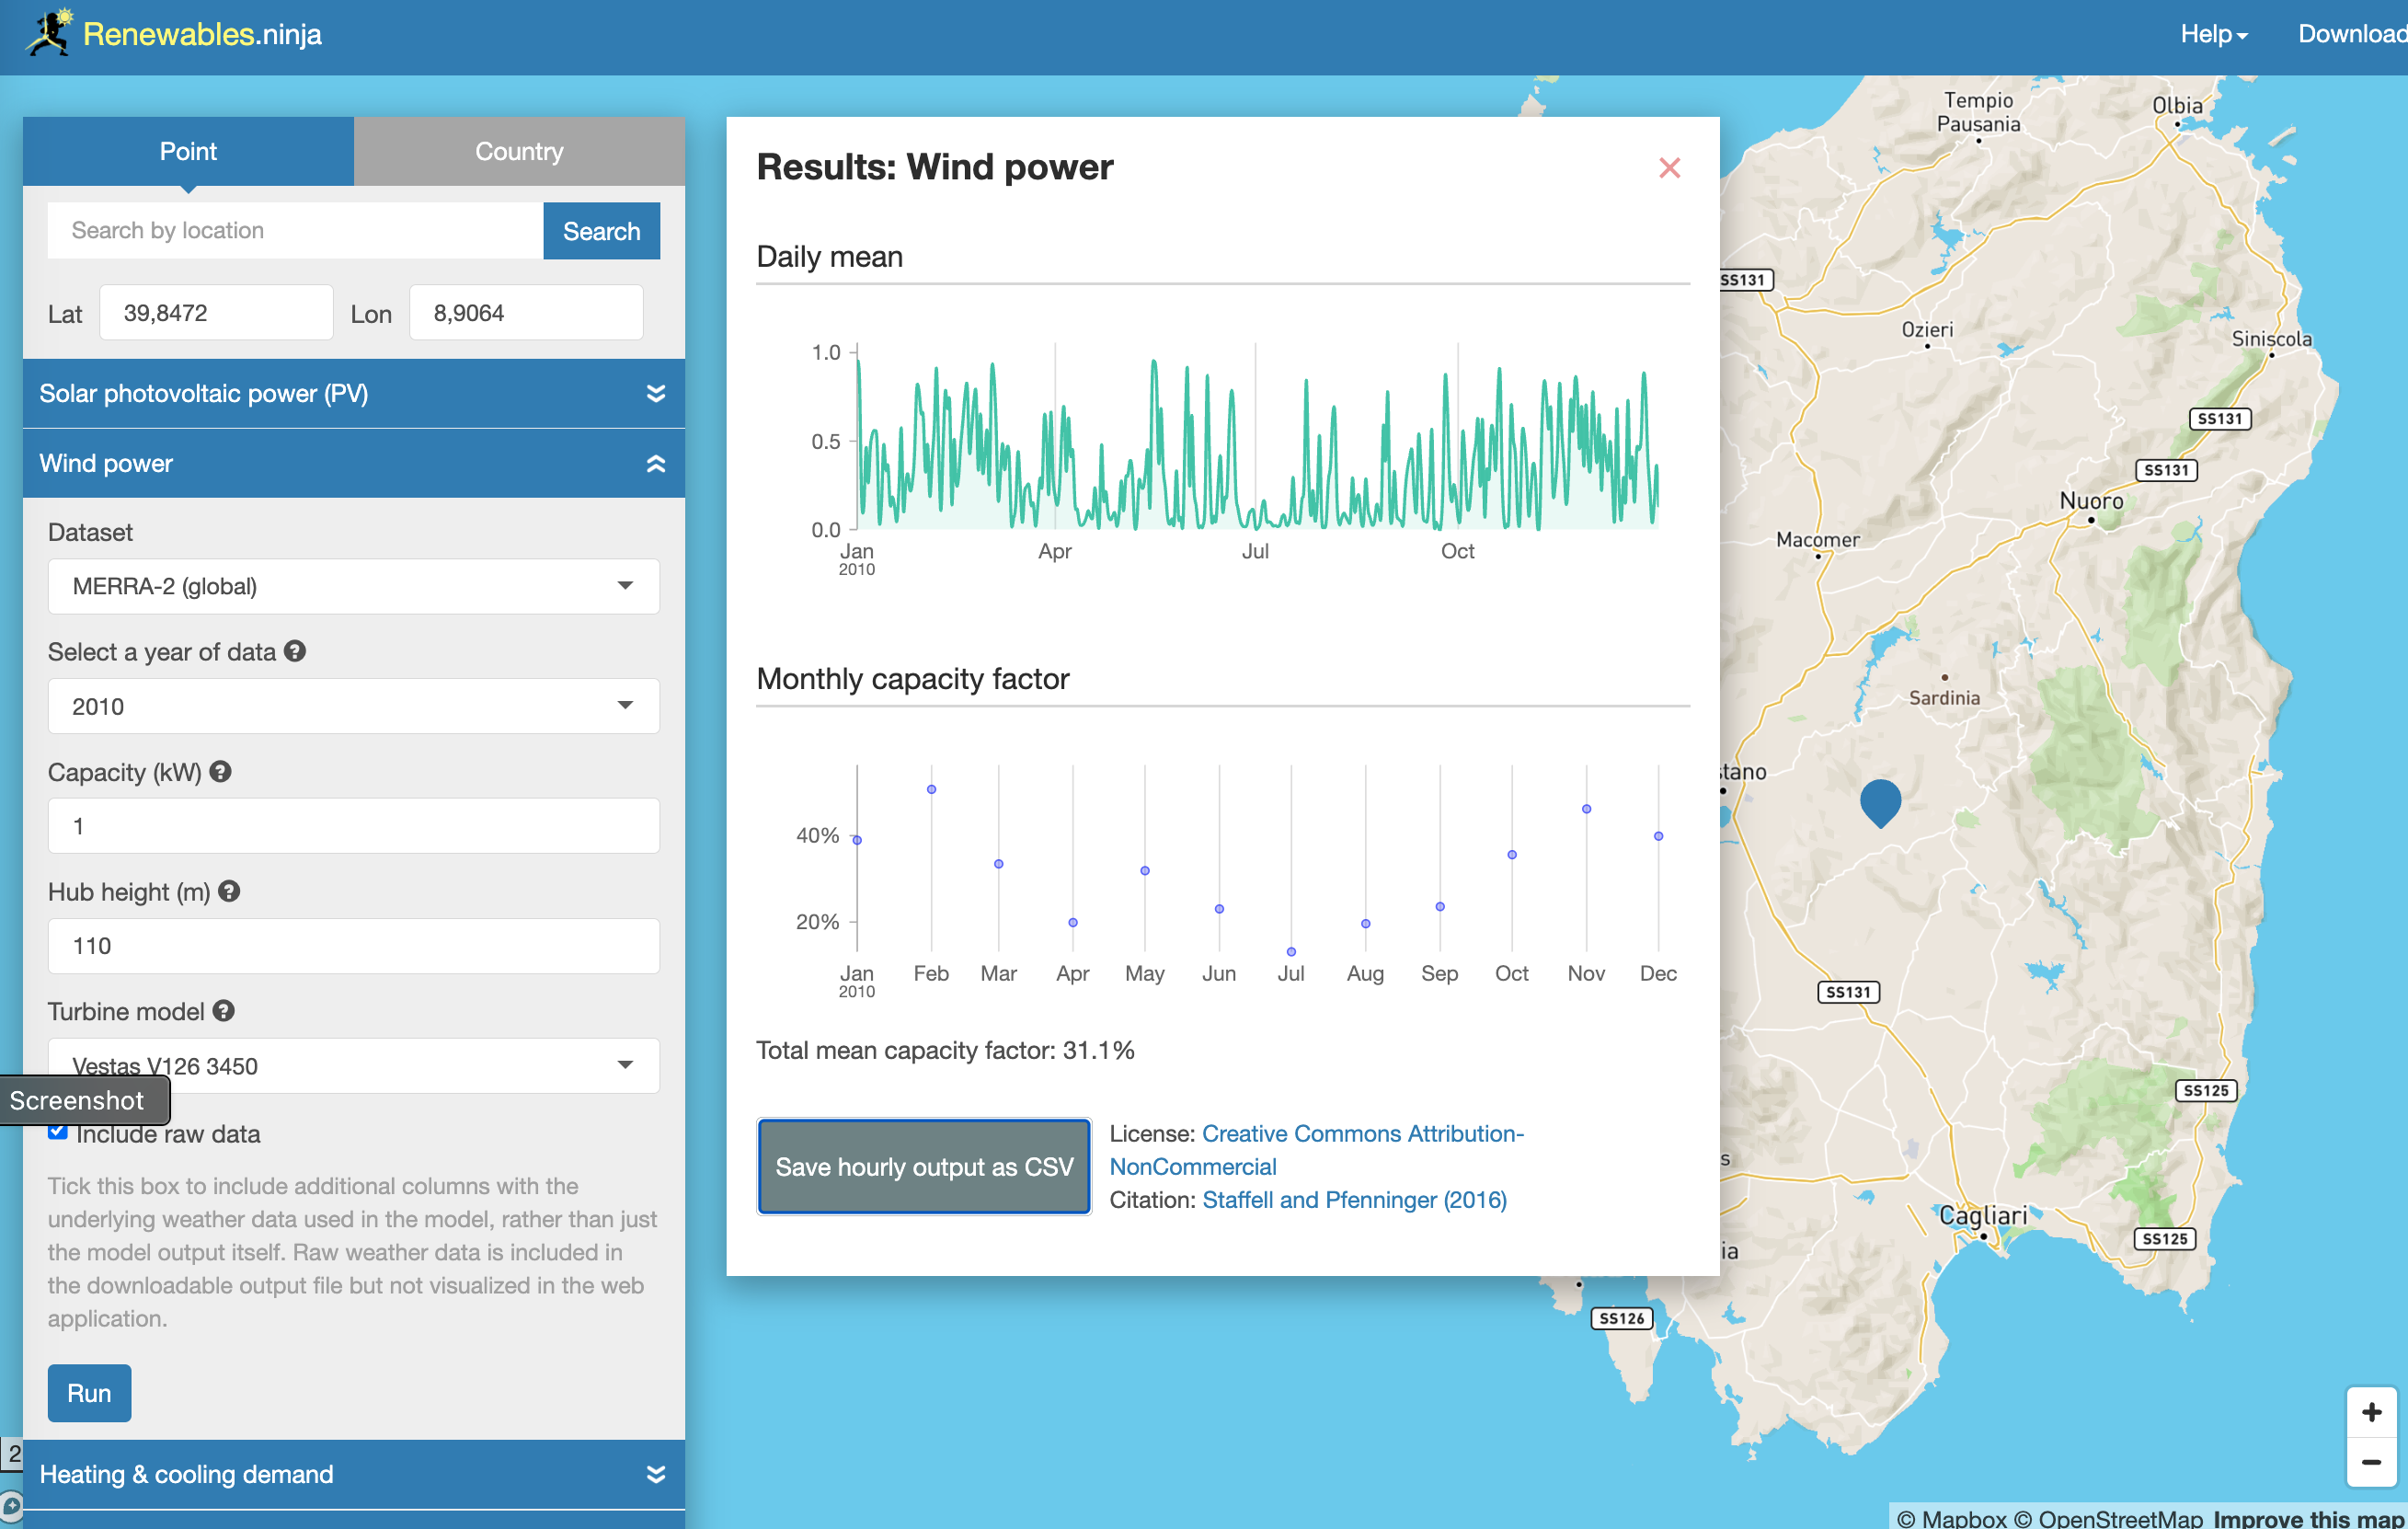 Renewables.ninja
Help
Download
Point
Country
Search by location
Search
Lat
39,8472
Lon
8,9064
Solar photovoltaic power (PV)
Wind power
Dataset
MERRA-2 (global)
Select a year of data ?
2010
Capacity (kW) ?
1
Hub height (m) ?
110
Turbine model ?
Vestas V126 3450
Screenshot
Include raw data
Tick this box to include additional columns with the
underlying weather data used in the model, rather than just
the model output itself. Raw weather data is included in
the downloadable output file but not visualized in the web
application.
Run
2
Heating & cooling demand
Results: Wind power
Daily mean
1.0
0.5
0.0
Jan
2010
Apr
Jul
Oct
Monthly capacity factor
40%
20%
Jan
2010
Feb
Mar
Apr
May
Jun
Jul
Aug
Sep
Oct
Nov
Dec
Total mean capacity factor: 31.1%
Save hourly output as CSV
License: Creative Commons Attribution-
NonCommercial
Citation: Staffell and Pfenninger (2016)
Tempio
Pausania
Olbia
SS131
Ozieri
Siniscola
SS131
SS131
Nuoro
Macomer
Sardinia
stano
SS131
SS125
s
Cagliari
SS125
ia
SS126
+
−
© Mapbox © OpenStreetMap Improve this map